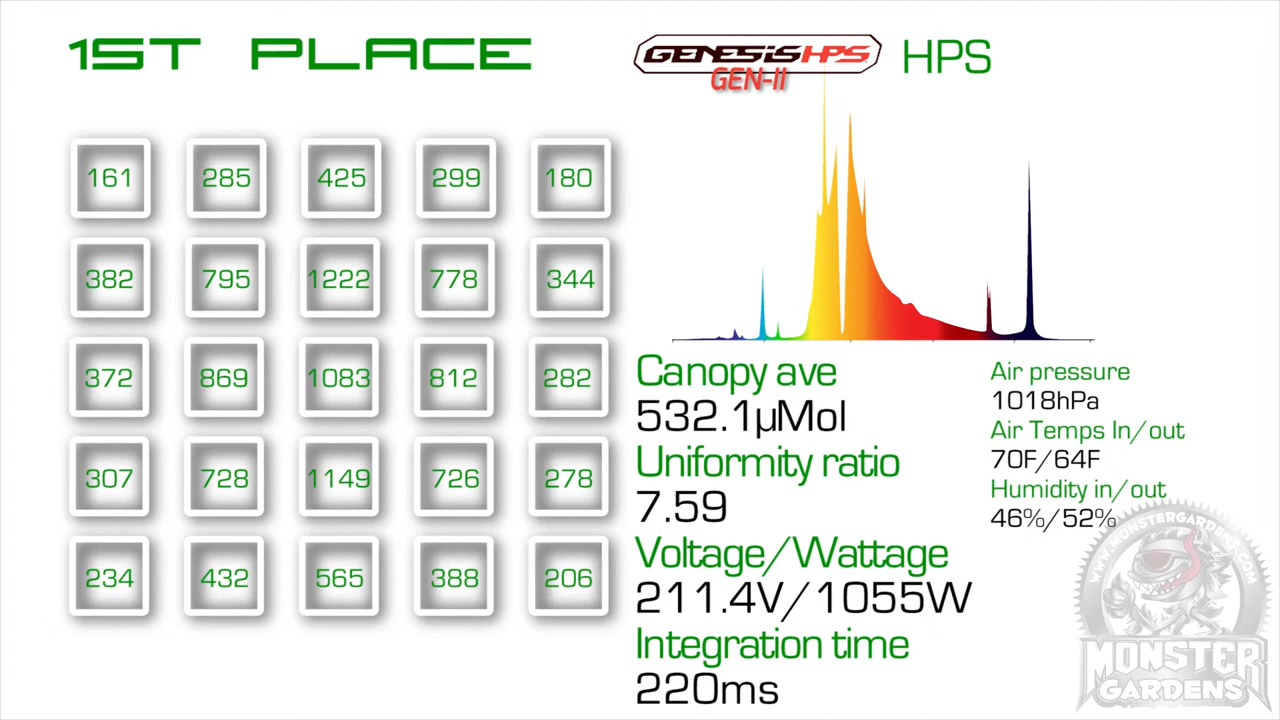 1ST PLACE
GENESIS HPS
GEN-II
HPS
161 285 425 299 180
382 795 1222 778 344
372 869 1083 812 282
307 728 1149 726 278
234 432 565 388 206
Canopy ave
532.1µMol
Uniformity ratio
7.59
Voltage/Wattage
211.4V/1055W
Integration time
220ms
Air pressure
1018hPa
Air Temps In/out
70F/64F
Humidity in/out
46%/52%
WWW.MONSTERGARDENS.COM
MONSTER
GARDENS